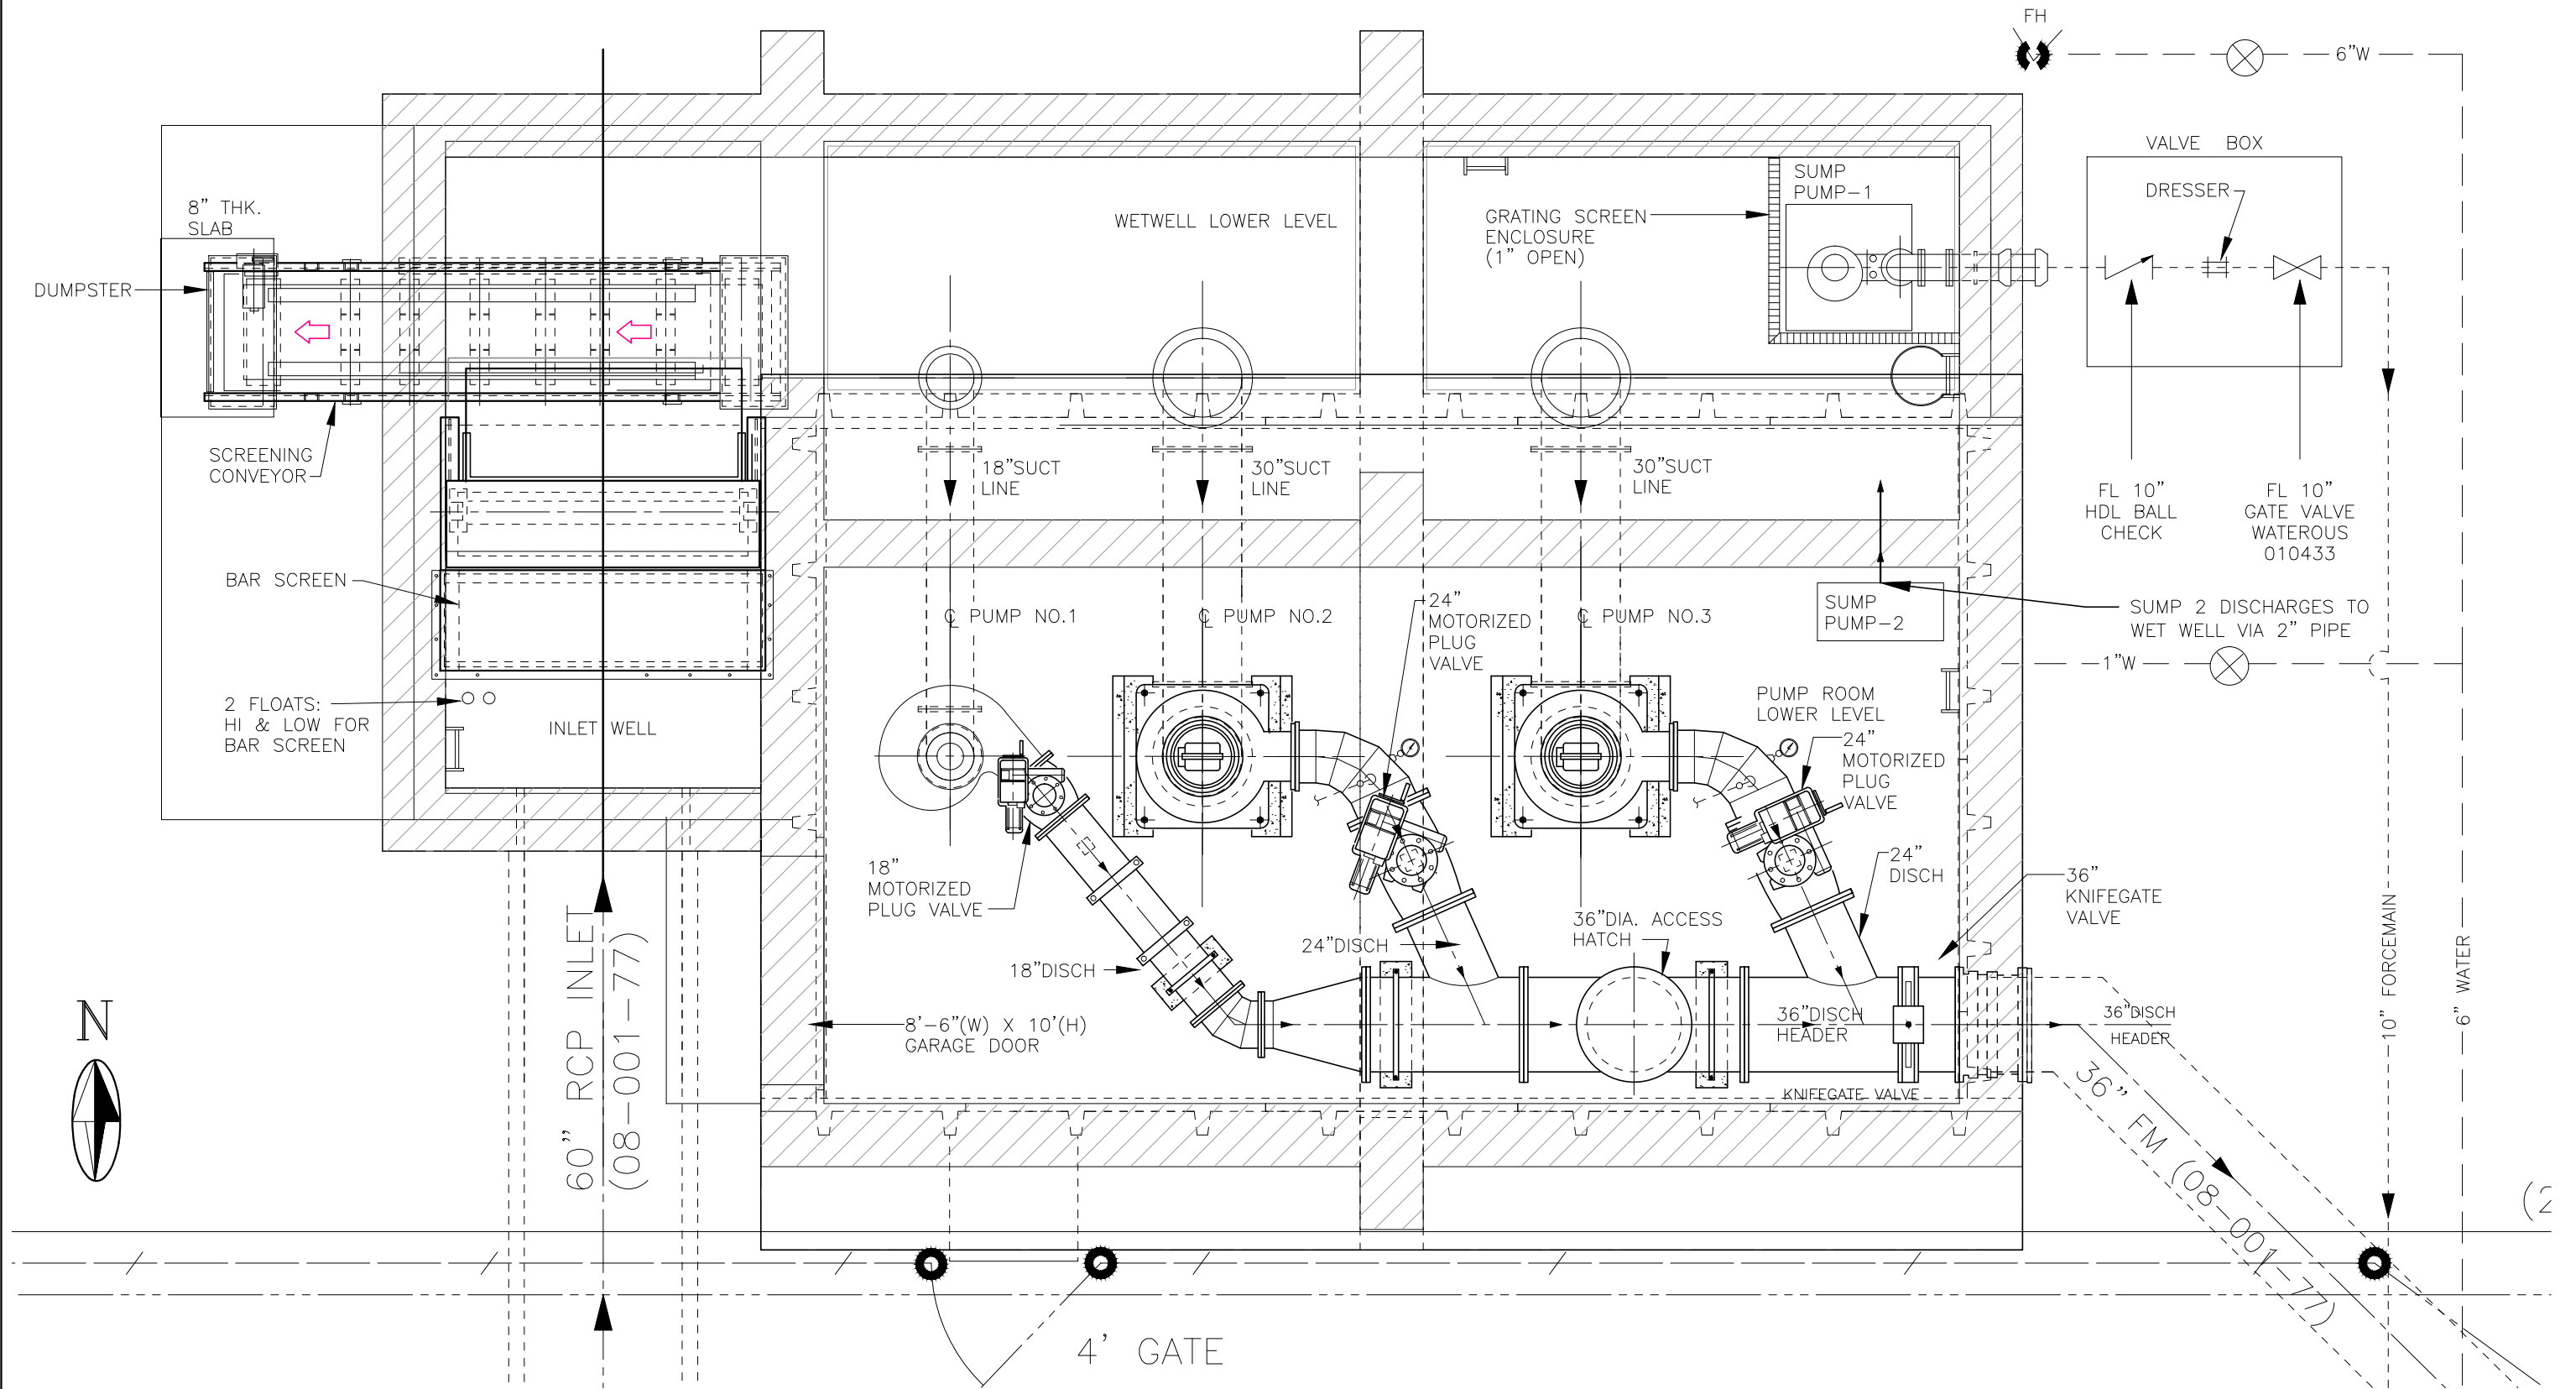 FH
6"W
VALVE BOX
DRESSER
8" THK.
SLAB
SUMP
PUMP-1
WETWELL LOWER LEVEL
GRATING SCREEN
ENCLOSURE
(1" OPEN)
DUMPSTER
SCREENING
CONVEYOR
18"SUCT
LINE
30"SUCT
LINE
30"SUCT
LINE
FL 10"
HDL BALL
CHECK
FL 10"
GATE VALVE
WATEROUS
010433
BAR SCREEN
℄ PUMP NO.1
℄ PUMP NO.2
24"
MOTORIZED
PLUG
VALVE
℄ PUMP NO.3
SUMP
PUMP-2
SUMP 2 DISCHARGES TO
WET WELL VIA 2" PIPE
1"W
2 FLOATS:
HI & LOW FOR
BAR SCREEN
INLET WELL
PUMP ROOM
LOWER LEVEL
24"
MOTORIZED
PLUG
VALVE
18"
MOTORIZED
PLUG VALVE
24"
DISCH
36"
KNIFEGATE
VALVE
36"DIA. ACCESS
HATCH
24"DISCH
18"DISCH
8'-6"(W) X 10'(H)
GARAGE DOOR
36"DISCH
HEADER
36"DISCH
HEADER
KNIFEGATE VALVE
N
60" RCP INLET
(08-001-77)
36" FM (08-001-77)
10" FORCEMAIN
6" WATER
(2
4' GATE